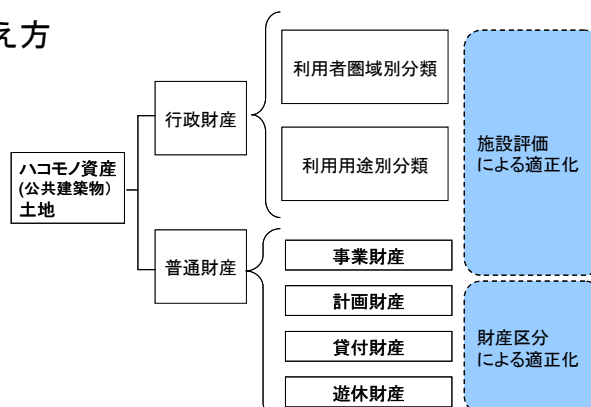 え方
ハコモノ資産
(公共建築物)
土地
行政財産
普通財産
利用者圏域別分類
利用用途別分類
事業財産
計画財産
貸付財産
遊休財産
施設評価
による適正化
財産区分
による適正化